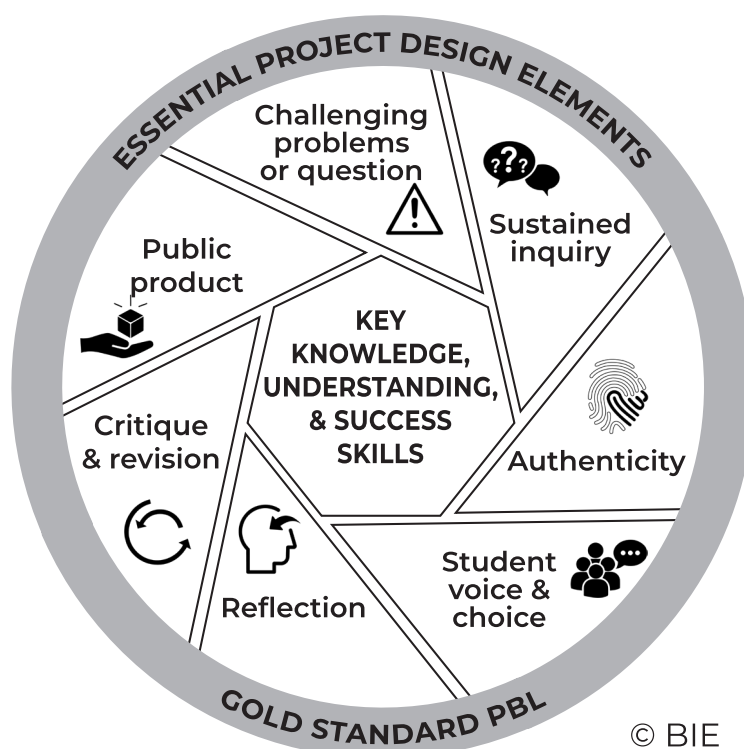 ESSENTIAL PROJECT DESIGN ELEMENTS
Challenging
problems
or question
???
Sustained
inquiry
Public
product
!
KEY
KNOWLEDGE,
UNDERSTANDING,
& SUCCESS
SKILLS
Authenticity
Critique
& revision
Student
voice &
choice
Reflection
GOLD STANDARD PBL
© BIE